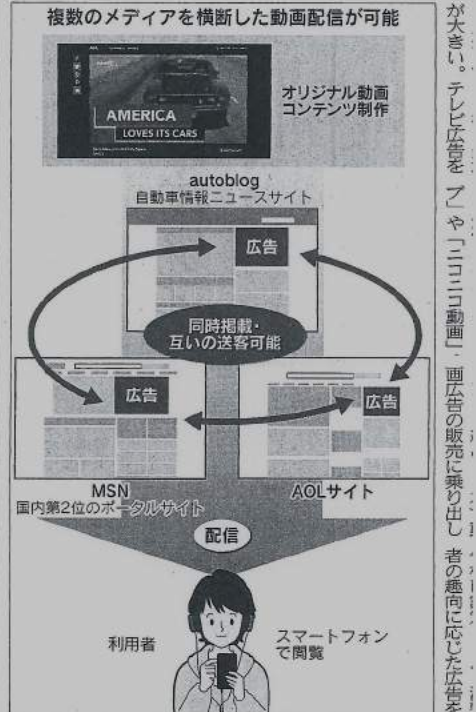 複数のメディアを横断した動画配信が可能
AMERICA
LOVES ITS CARS
オリジナル動画
コンテンツ制作
autoblog
自動車情報ニュースサイト
広告
同時掲載・
互いの送客可能
広告
広告
MSN
国内第2位のポータルサイト
AOLサイト
配信
利用者
スマートフォン
で閲覧
が大きい。テレビ広告を
プ」や「ニコニコ動画」
画広告の販売に乗り出し
者の趣向に応じた広告を